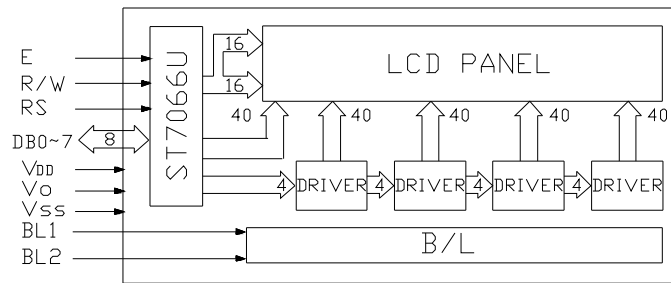 E
R/W
RS
DB0~7
8
VDD
Vo
Vss
BL1
BL2
ST7066U
16
16
LCD PANEL
40
40
40
40
40
4
DRIVER
4
DRIVER
4
DRIVER
4
DRIVER
B/L